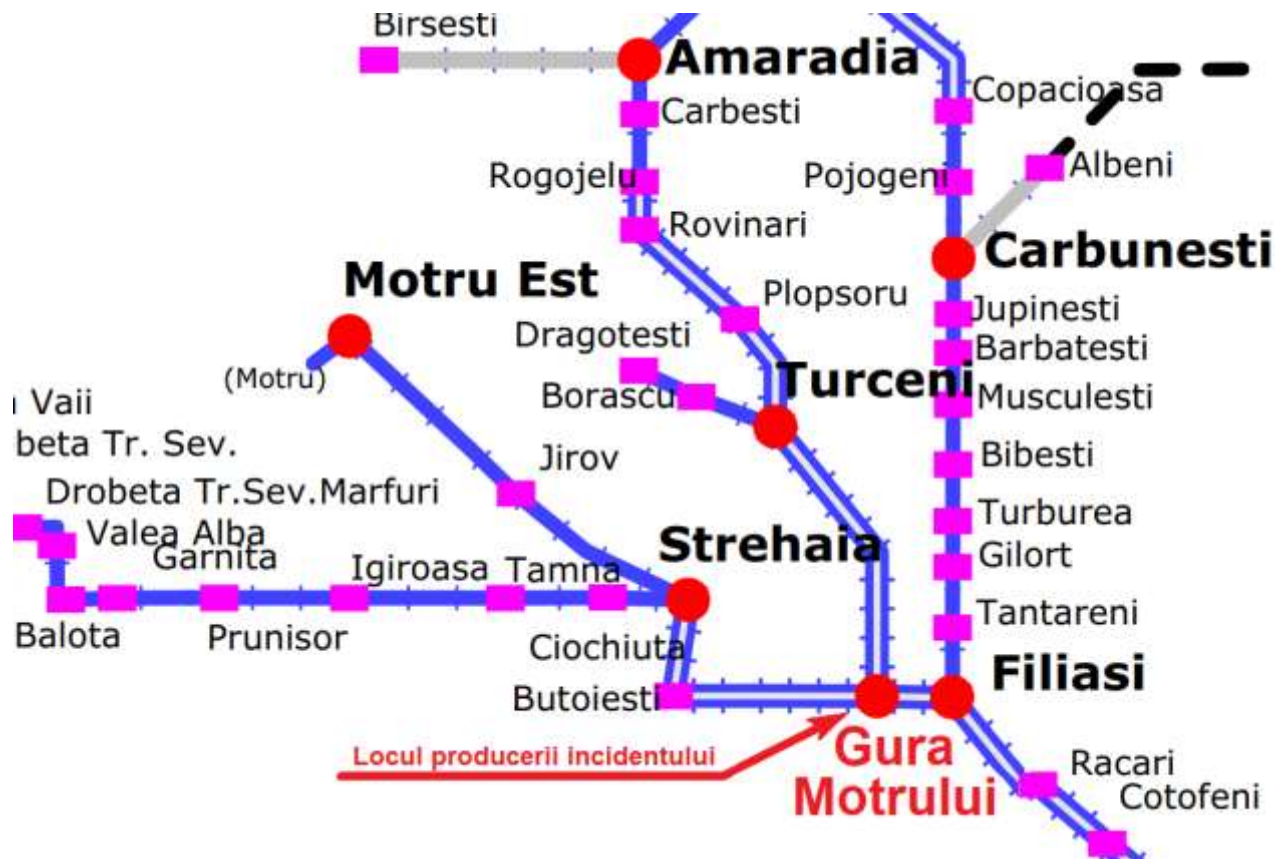 Birsesti
Amaradia
Copacioasa
Carbesti
Albeni
Rogojelu
Pojogeni
Rovinari
Carbunesti
Motru Est
Plopsoru
Jupinesti
Dragotesti
Barbatesti
(Motru)
Turceni
Borascu
Musculesti
Vaii
beta Tr. Sev.
Jirov
Bibesti
Drobeta Tr.Sev.Marfuri
Turburea
Valea Alba
Strehaia
Garnita
Gilort
Igiroasa
Tamna
Tantareni
Balota
Prunisor
Ciochiuta
Filiasi
Butoiesti
Locul producerii incidentului
Gura
Motrului
Racari
Cotofeni